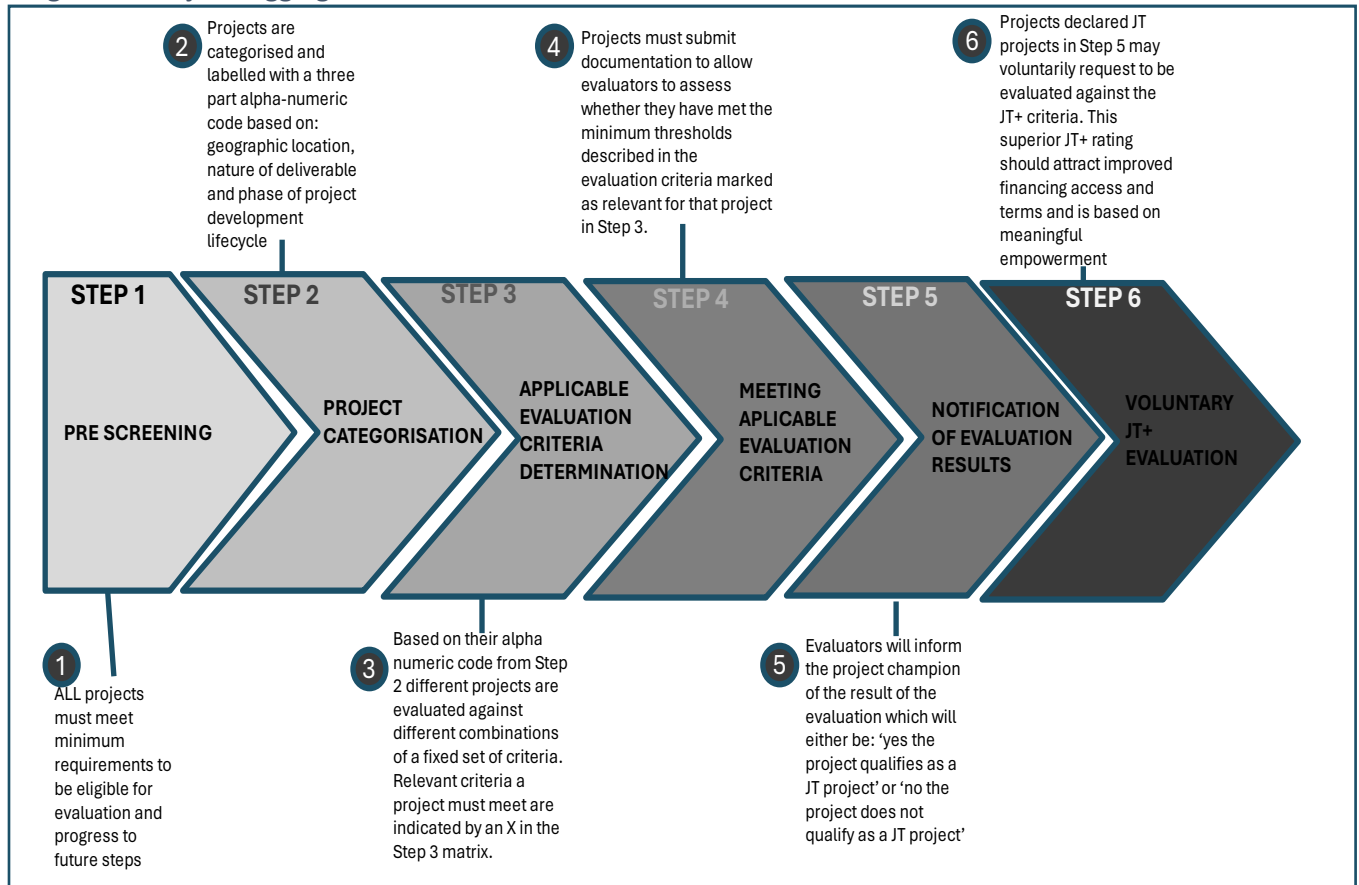 2
Projects are
categorised and
labelled with a three
part alpha-numeric
code based on:
geographic location,
nature of deliverable
and phase of project
development
lifecycle
4
Projects must submit
documentation to allow
evaluators to assess
whether they have met the
minimum thresholds
described in the
evaluation criteria marked
as relevant for that project
in Step 3.
6
Projects declared JT
projects in Step 5 may
voluntarily request to be
evaluated against the
JT+ criteria. This
superior JT+ rating
should attract improved
financing access and
terms and is based on
meaningful
empowerment
STEP 1
PRE SCREENING
STEP 2
PROJECT
CATEGORISATION
STEP 3
APPLICABLE
EVALUATION
CRITERIA
DETERMINATION
STEP 4
MEETING
APLICABLE
EVALUATION
CRITERIA
STEP 5
NOTIFICATION
OF EVALUATION
RESULTS
STEP 6
VOLUNTARY
JT+
EVALUATION
1
ALL projects
must meet
minimum
requirements to
be eligible for
evaluation and
progress to
future steps
3
Based on their alpha
numeric code from Step
2 different projects are
evaluated against
different combinations
of a fixed set of criteria.
Relevant criteria a
project must meet are
indicated by an X in the
Step 3 matrix.
5
Evaluators will inform
the project champion
of the result of the
evaluation which will
either be: ‘yes the
project qualifies as a
JT project’ or ‘no the
project does not
qualify as a JT project’